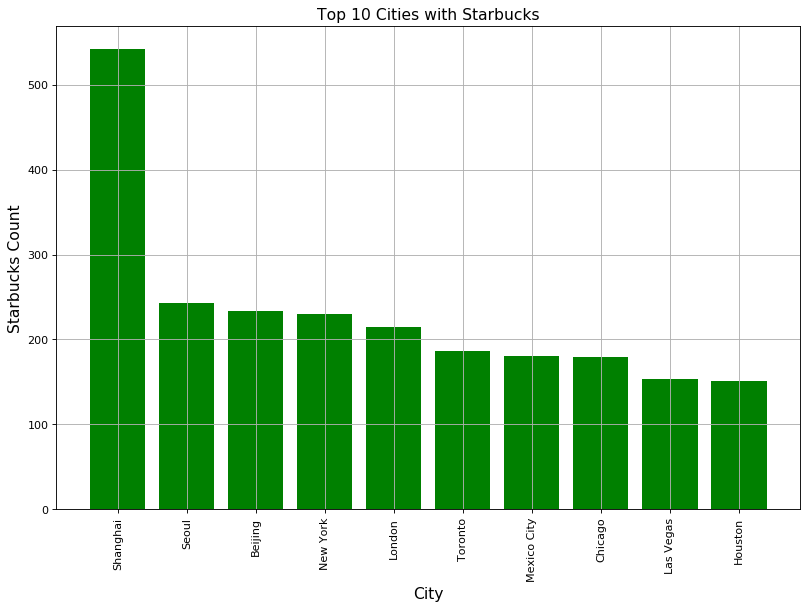 Top 10 Cities with Starbucks
Starbucks Count
500
400
300
200
100
0
Shanghai
Seoul
Beijing
New York
London
Toronto
Mexico City
Chicago
Las Vegas
Houston
City